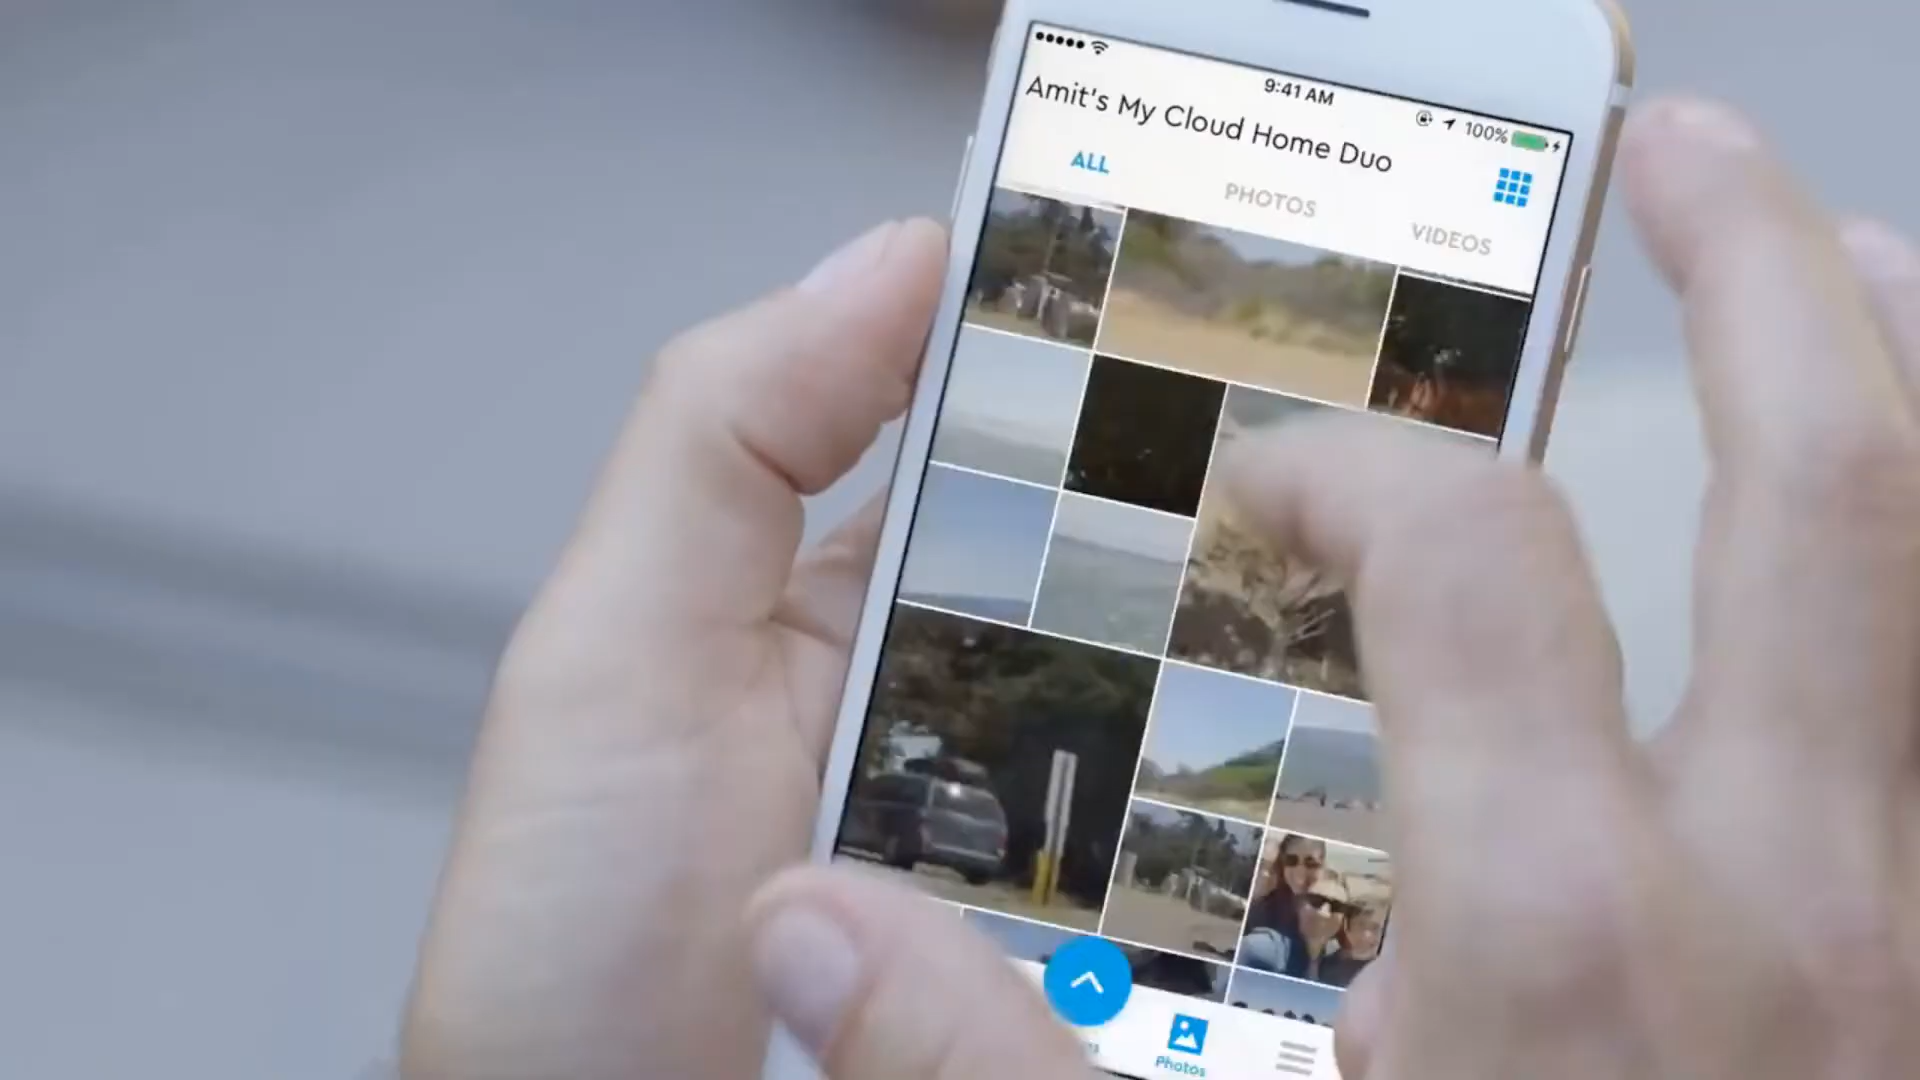 9:41 AM
100%
Amit's My Cloud Home Duo
ALL
PHOTOS
VIDEOS
Photos